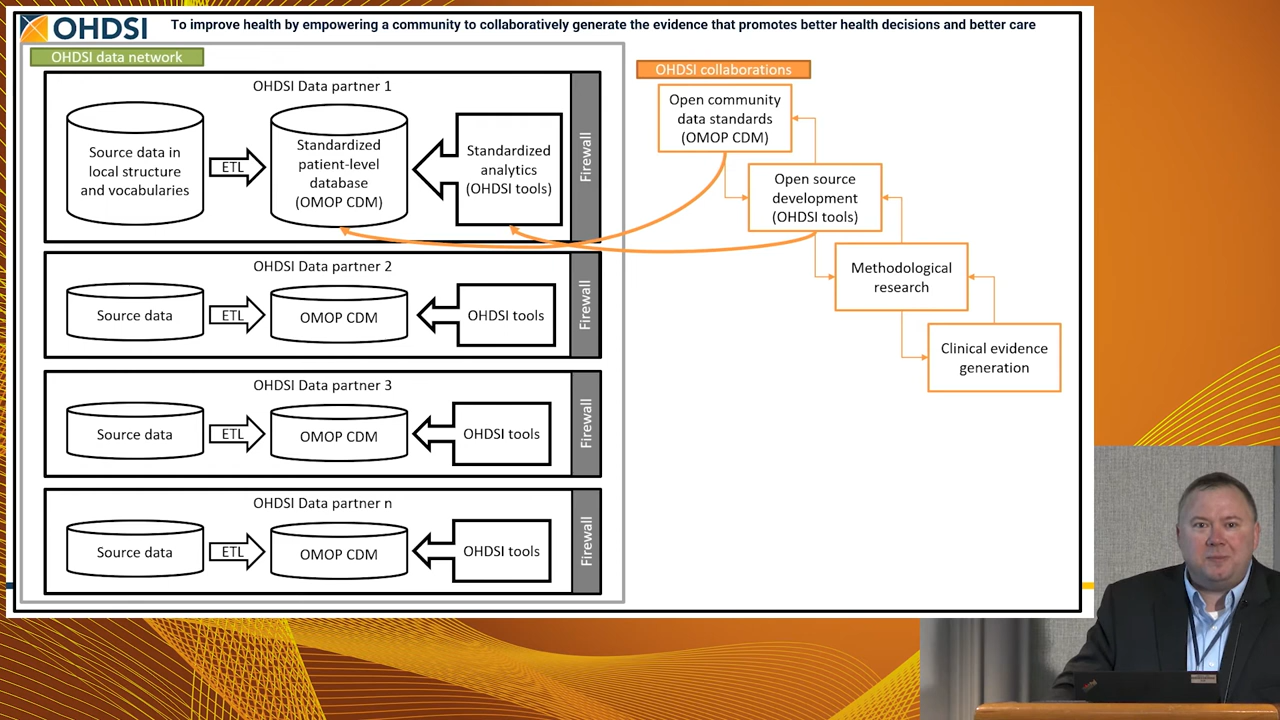 OHDSI
To improve health by empowering a community to collaboratively generate the evidence that promotes better health decisions and better care
OHDSI data network
OHDSI Data partner 1
Source data in
local structure
and vocabularies
ETL
Standardized
patient-level
database
(OMOP CDM)
Standardized
analytics
(OHDSI tools)
Firewall
OHDSI Data partner 2
Source data
ETL
OMOP CDM
OHDSI tools
Firewall
OHDSI Data partner 3
Source data
ETL
OMOP CDM
OHDSI tools
Firewall
OHDSI Data partner n
Source data
ETL
OMOP CDM
OHDSI tools
Firewall
OHDSI collaborations
Open community
data standards
(OMOP CDM)
Open source
development
(OHDSI tools)
Methodological
research
Clinical evidence
generation